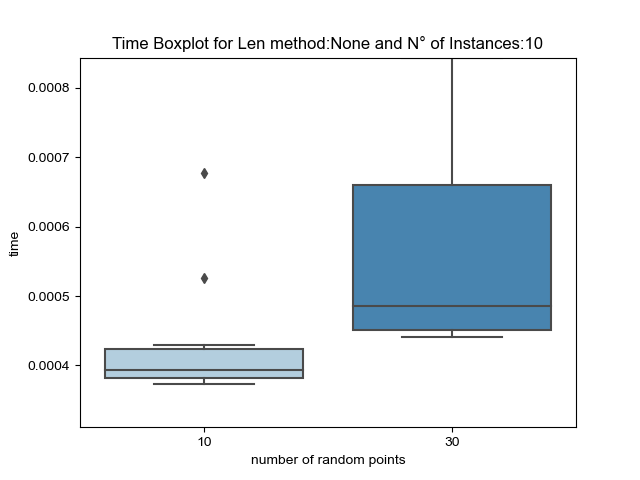 Time Boxplot for Len method:None and N° of Instances:10
0.0008
0.0007
0.0006
0.0005
0.0004
time
10
30
number of random points